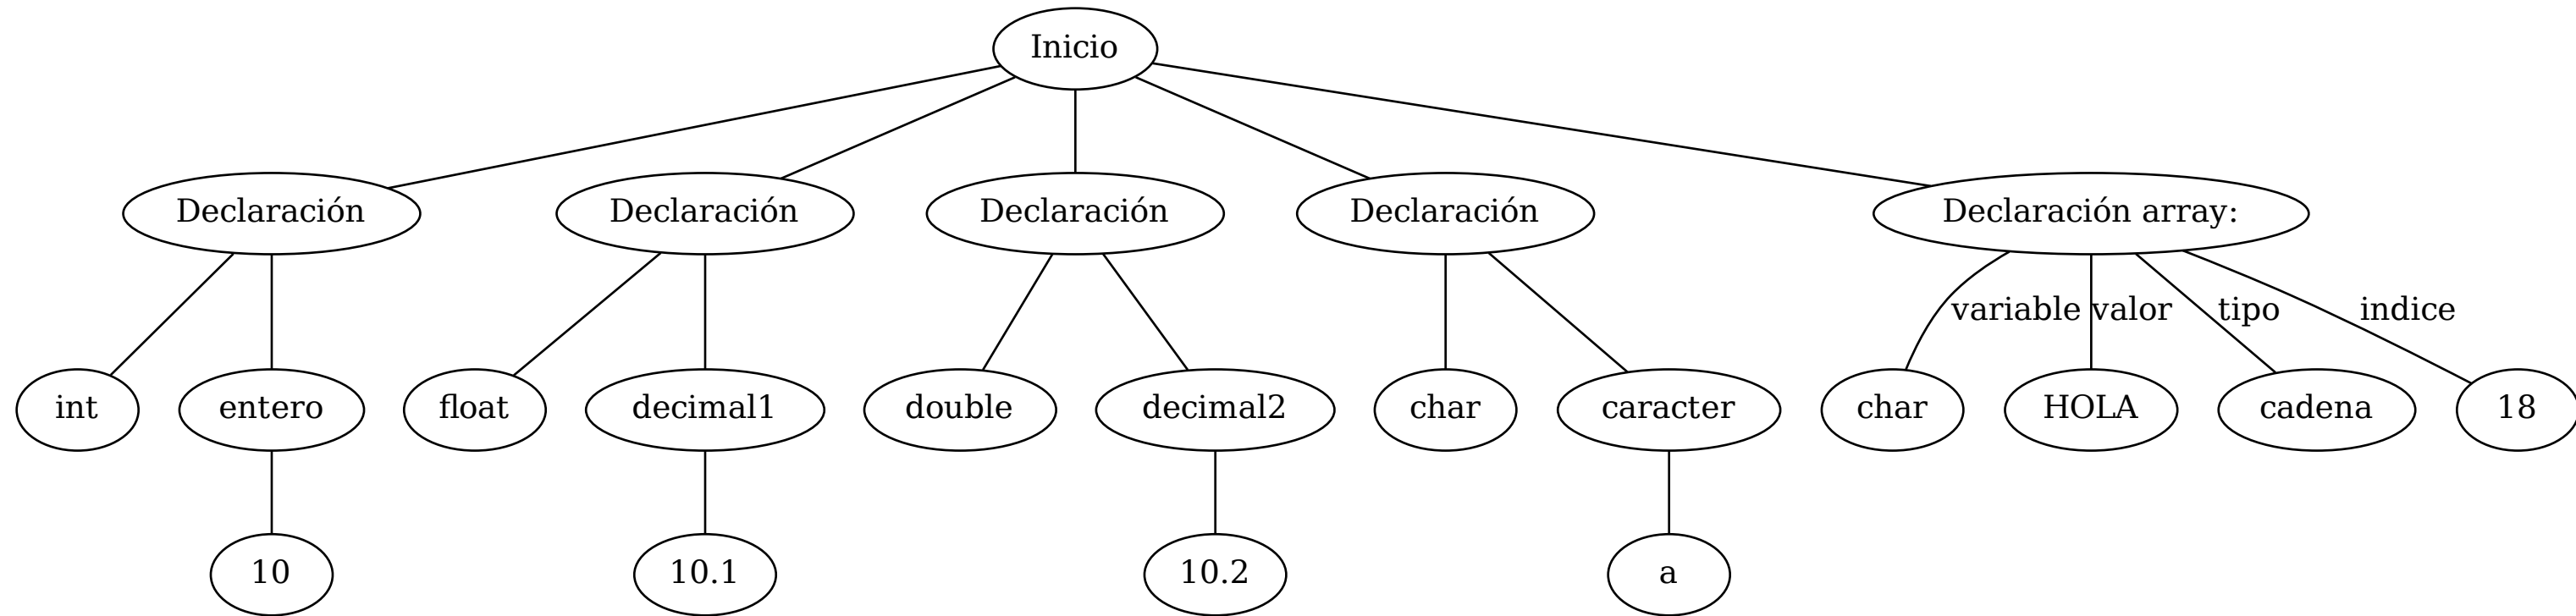 Inicio
Declaración
Declaración
Declaración
Declaración
Declaración array:
variable
valor
tipo
indice
int
entero
float
decimal1
double
decimal2
char
caracter
char
HOLA
cadena
18
10
10.1
10.2
a